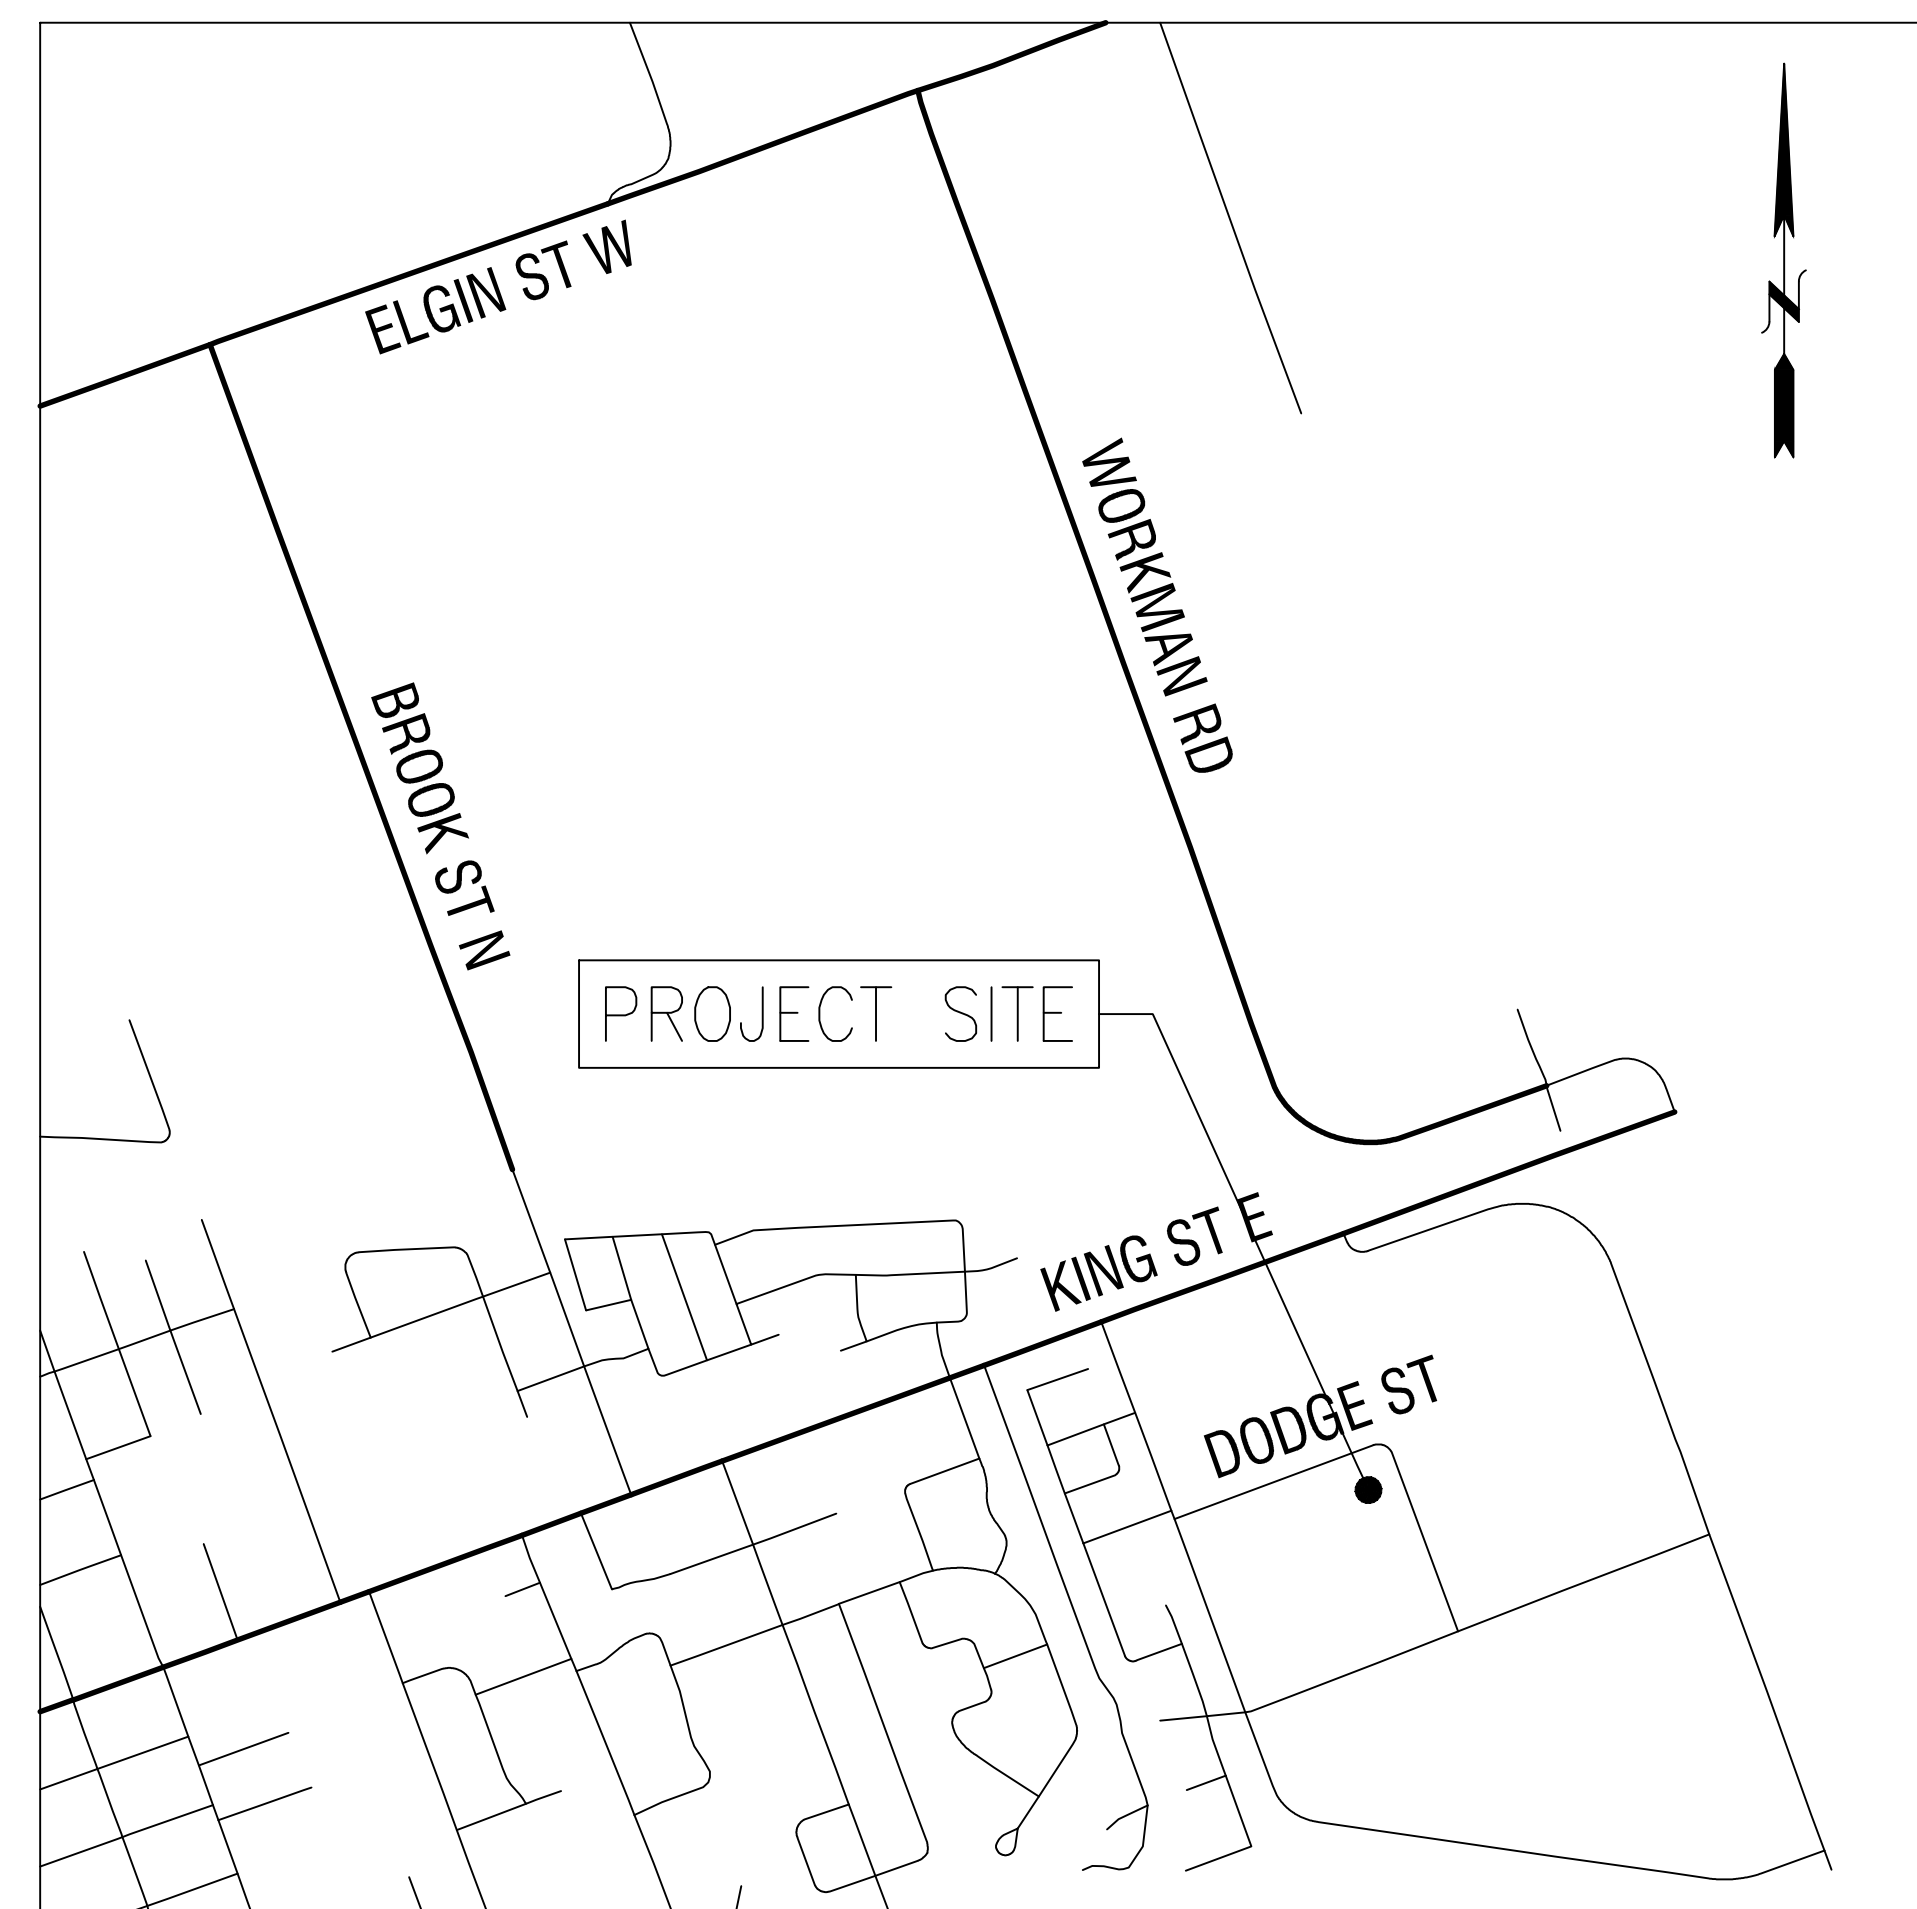 ELGIN ST W
N
WORKMAN RD
BROOK ST N
PROJECT SITE
KING ST E
DODGE ST